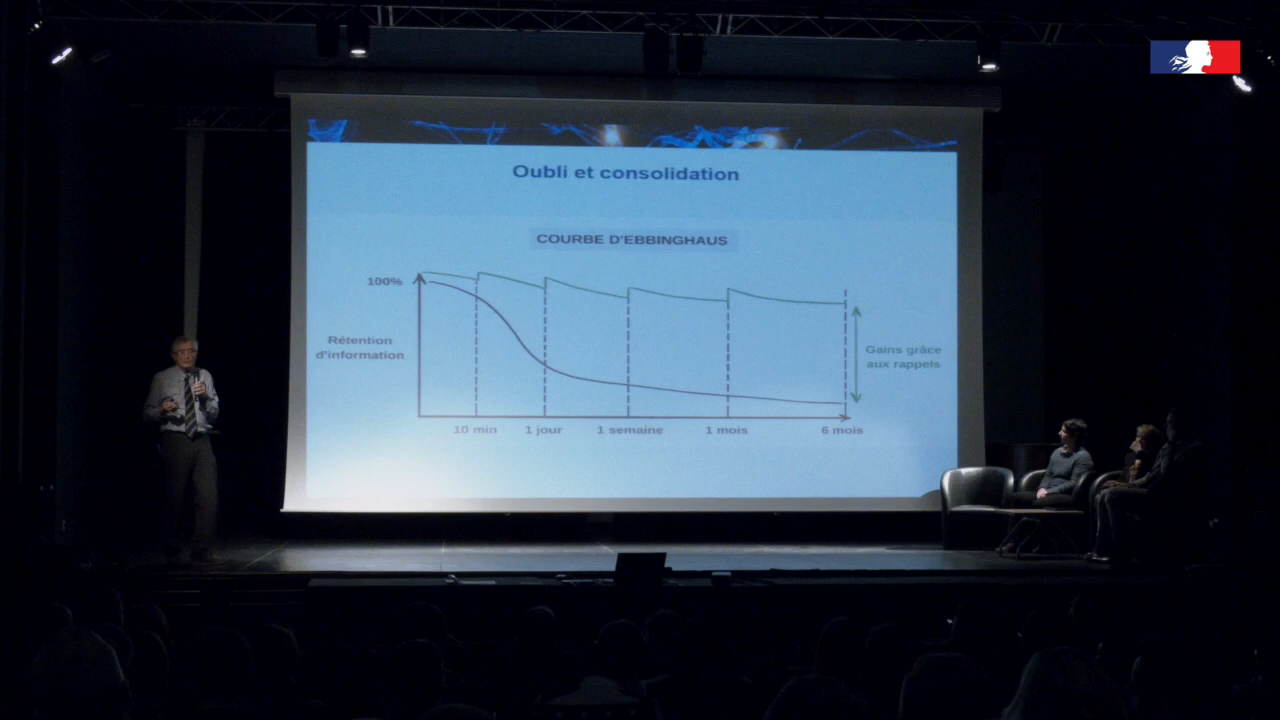 Oubli et consolidation
COURBE D'EBBINGHAUS
100%
Rétention
d'information
Gains grâce
aux rappels
10 min
1 jour
1 semaine
1 mois
6 mois